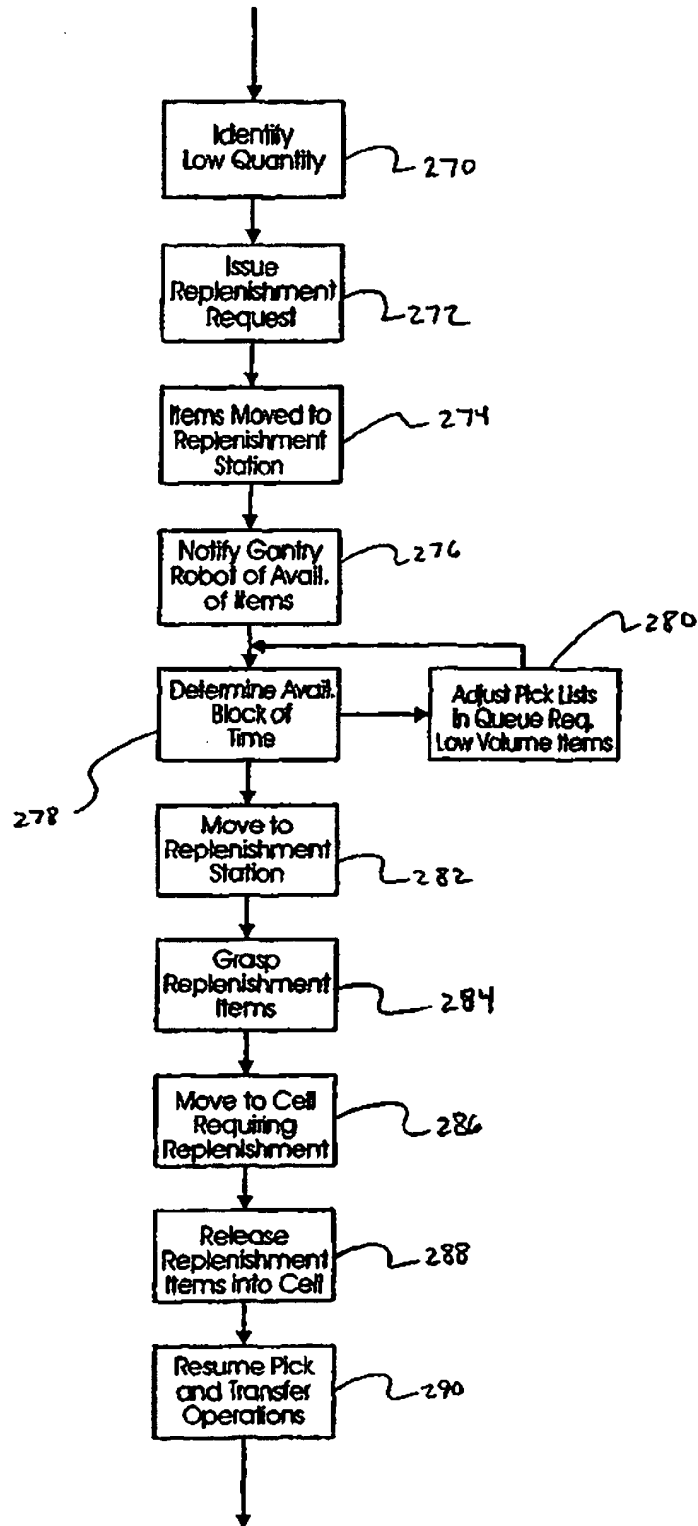 Identify
Low Quantity
270
Issue
Replenishment
Request
272
Items Moved to
Replenishment
Station
274
Notify Gantry
Robot of Avail.
of Items
276
280
Determine Avail.
Block of
Time
Adjust Pick Lists
In Queue Req.
Low Volume Items
278
Move to
Replenishment
Station
282
Grasp
Replenishment
Items
284
Move to Cell
Requiring
Replenishment
286
Release
Replenishment
Items into Cell
288
Resume Pick
and Transfer
Operations
290